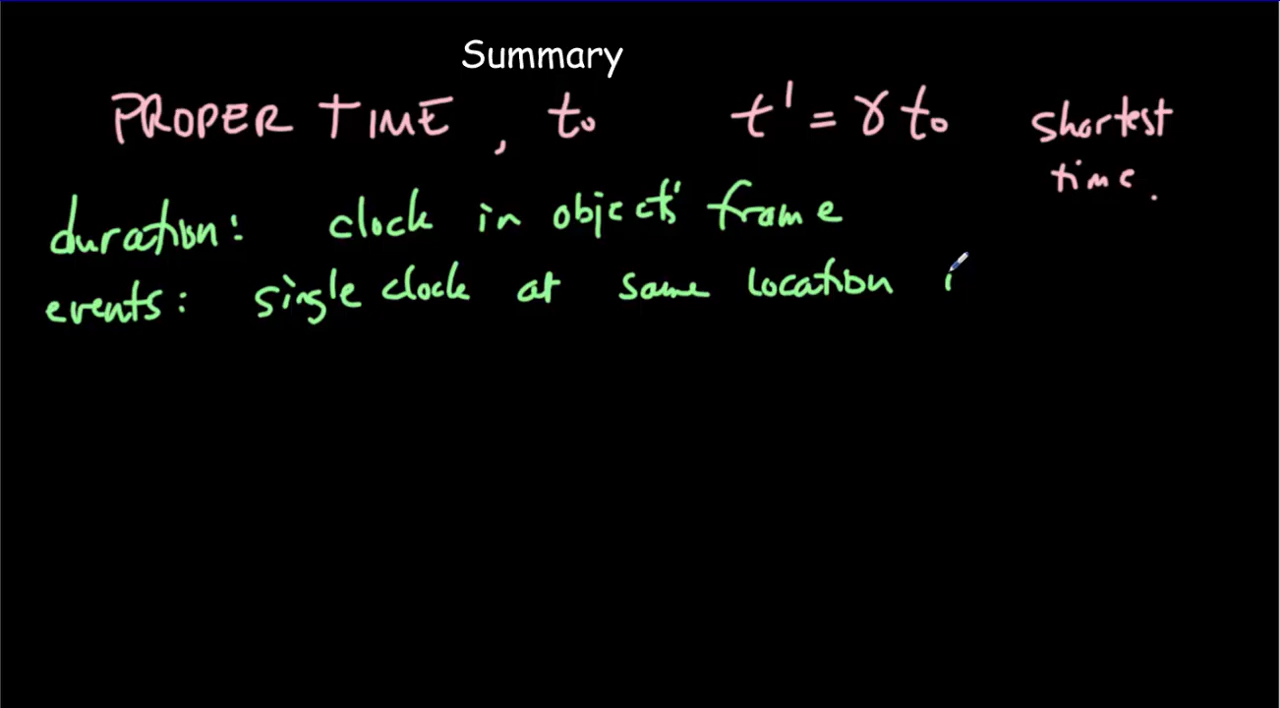 Summary
PROPER TIME, to t' = γ to shortest
time.
duration: clock in object's frame
events: single clock at same location i